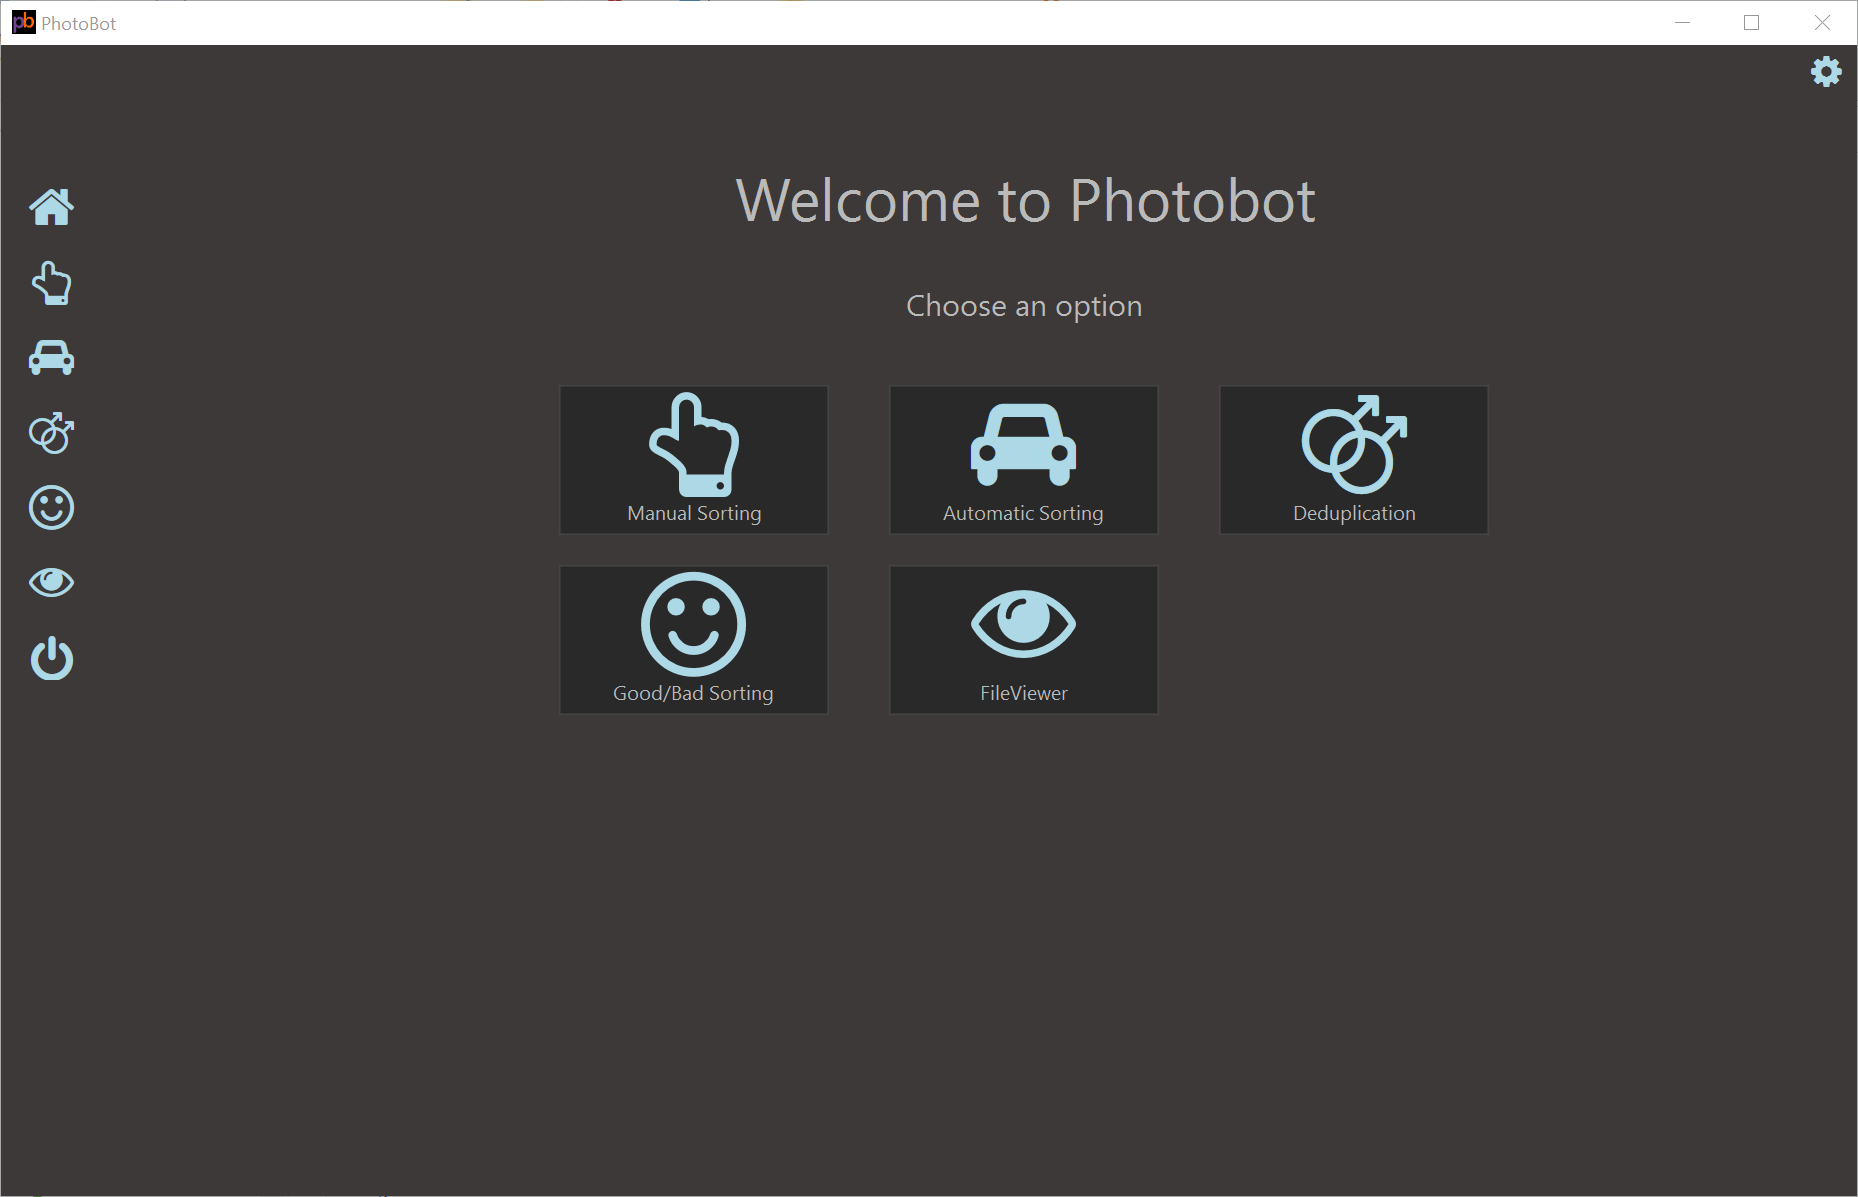 pb PhotoBot
Welcome to Photobot
Choose an option
Manual Sorting
Automatic Sorting
Deduplication
Good/Bad Sorting
FileViewer